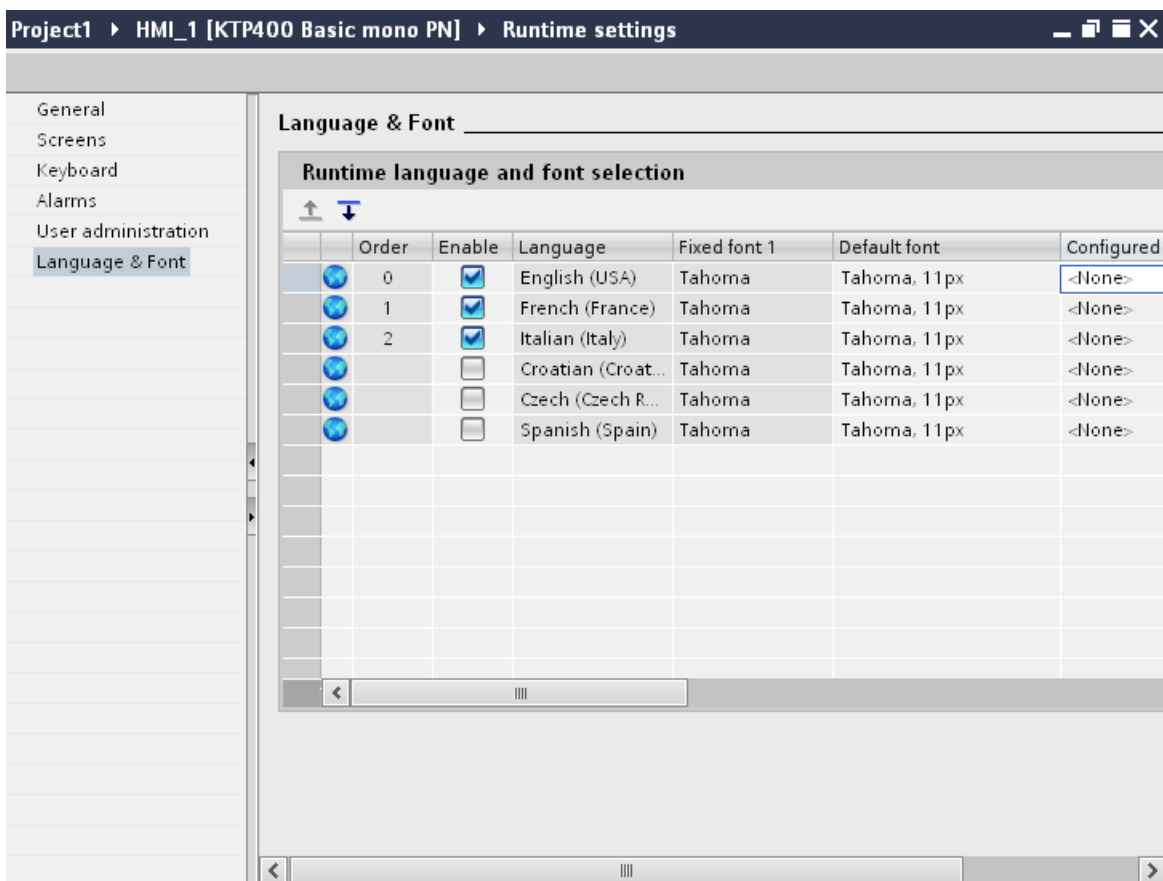 Project1 ▸ HMI_1 [KTP400 Basic mono PN] ▸ Runtime settings
General
Screens
Keyboard
Alarms
User administration
Language & Font
Language & Font
Runtime language and font selection
Order Enable Language Fixed font 1 Default font Configured
0 English (USA) Tahoma Tahoma, 11px <None>
1 French (France) Tahoma Tahoma, 11px <None>
2 Italian (Italy) Tahoma Tahoma, 11px <None>
Croatian (Croat... Tahoma Tahoma, 11px <None>
Czech (Czech R... Tahoma Tahoma, 11px <None>
Spanish (Spain) Tahoma Tahoma, 11px <None>